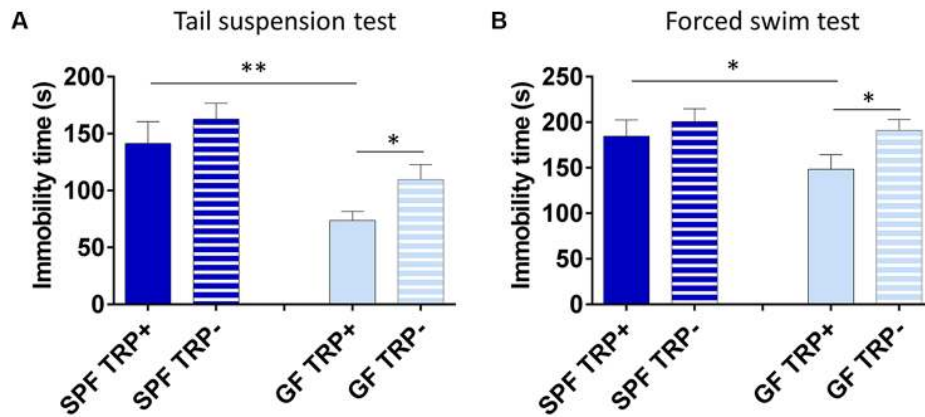 A
Tail suspension test
Immobility time (s)
200
150
100
50
0
**
*
SPF TRP+
SPF TRP-
GF TRP+
GF TRP-
B
Forced swim test
Immobility time (s)
250
200
150
200
50
0
*
*
SPF TRP+
SPF TRP-
GF TRP+
GF TRP-